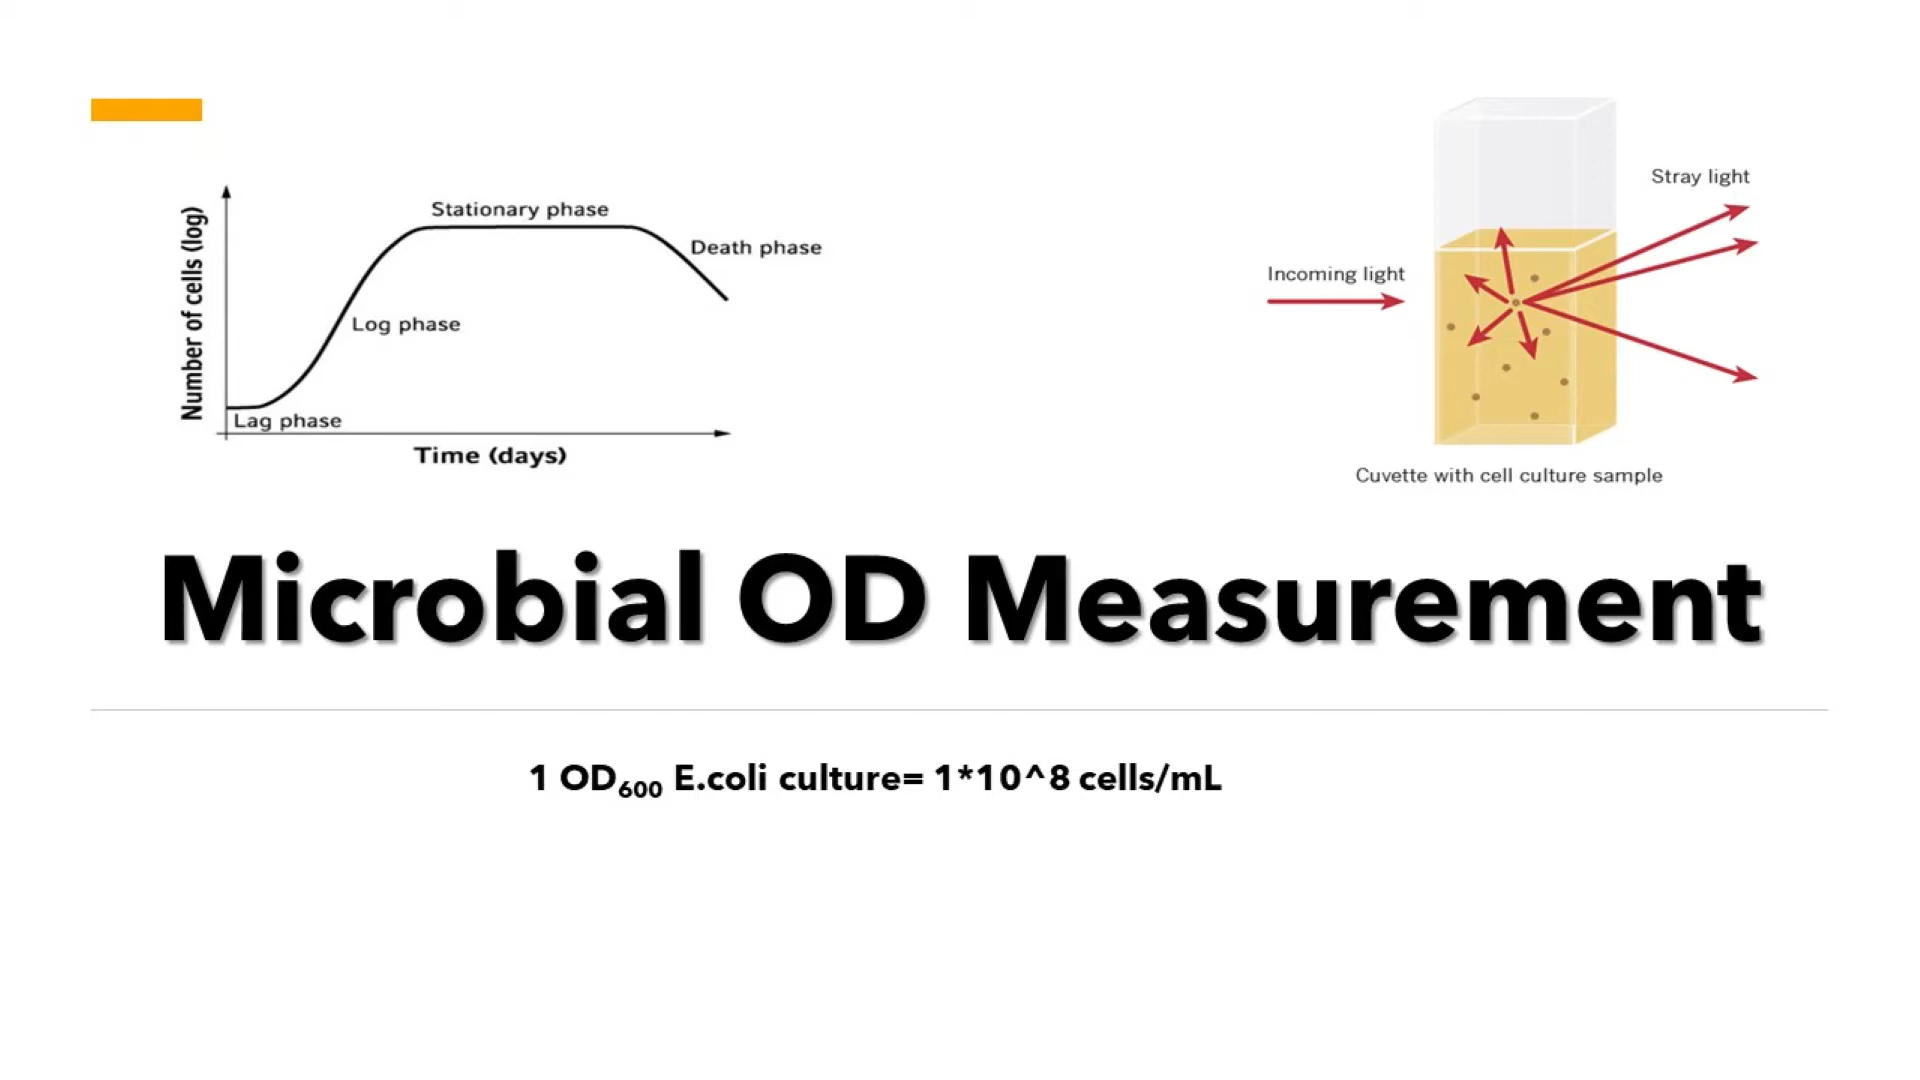 Number of cells (log)
Stationary phase
Death phase
Log phase
Lag phase
Time (days)
Stray light
Incoming light
Cuvette with cell culture sample
Microbial OD Measurement
1 OD₆₀₀ E.coli culture= 1*10^8 cells/mL